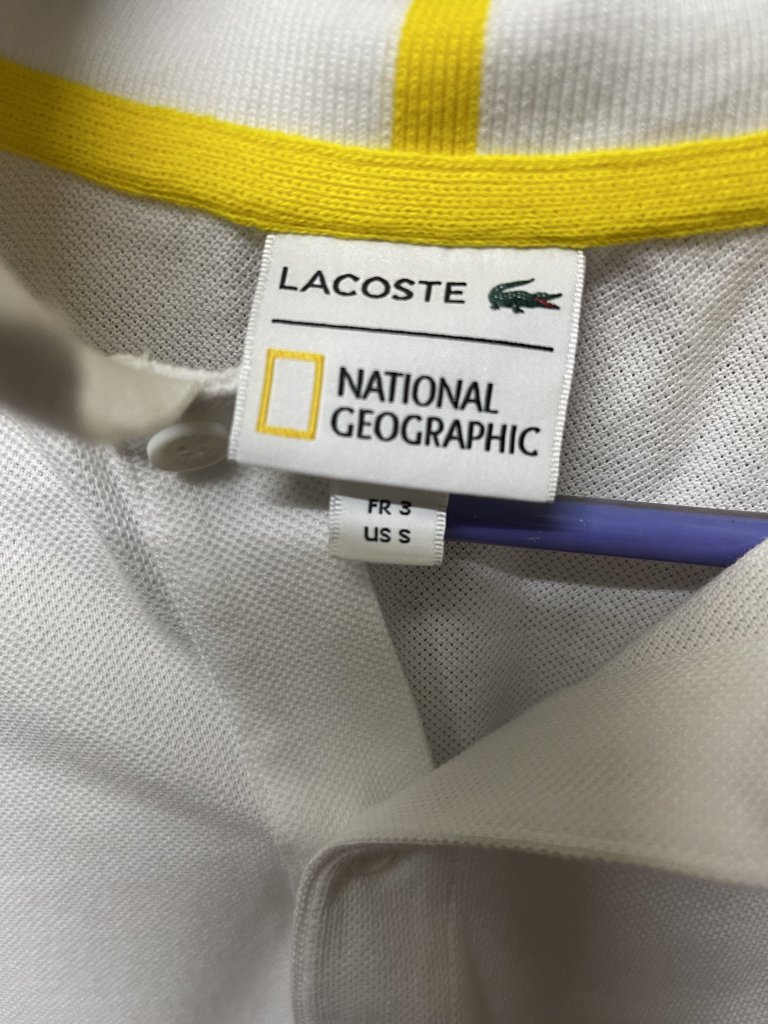 LACOSTE
NATIONAL
GEOGRAPHIC
FR 3
US S